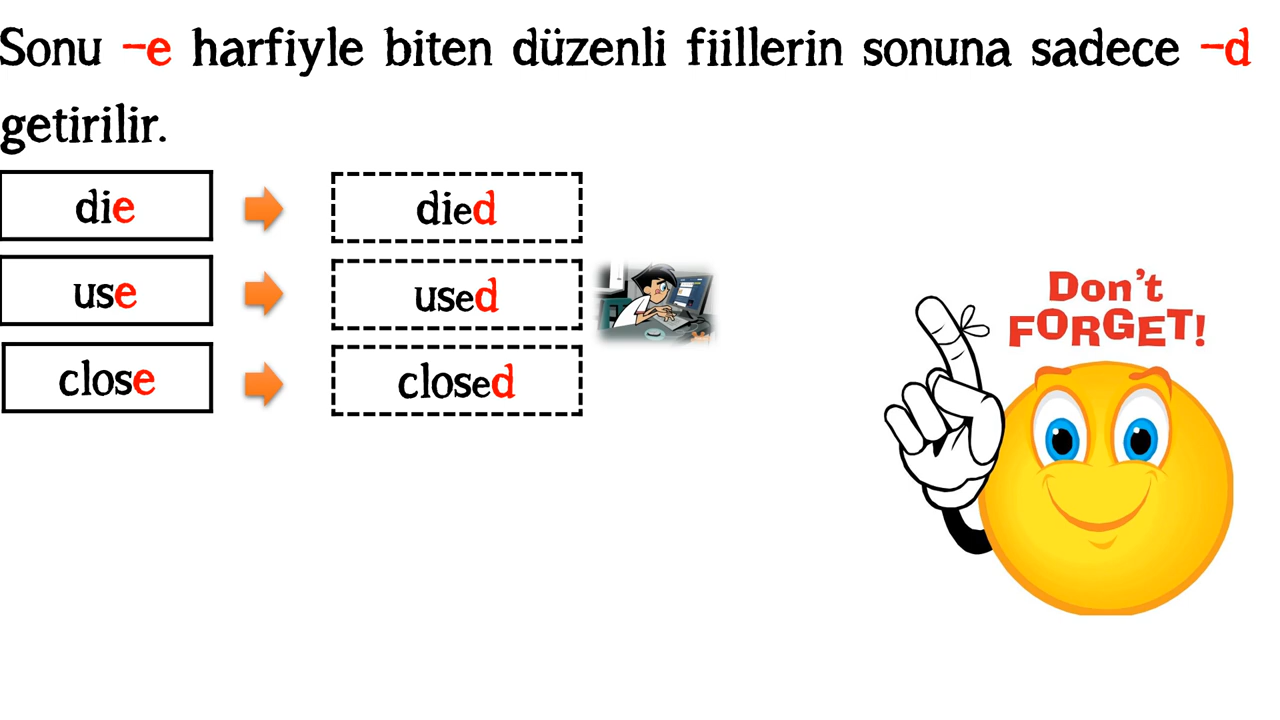 Sonu -e harfiyle biten düzenli fiillerin sonuna sadece -d
getirilir.
die died
use used
close closed
Don't
FORGET!